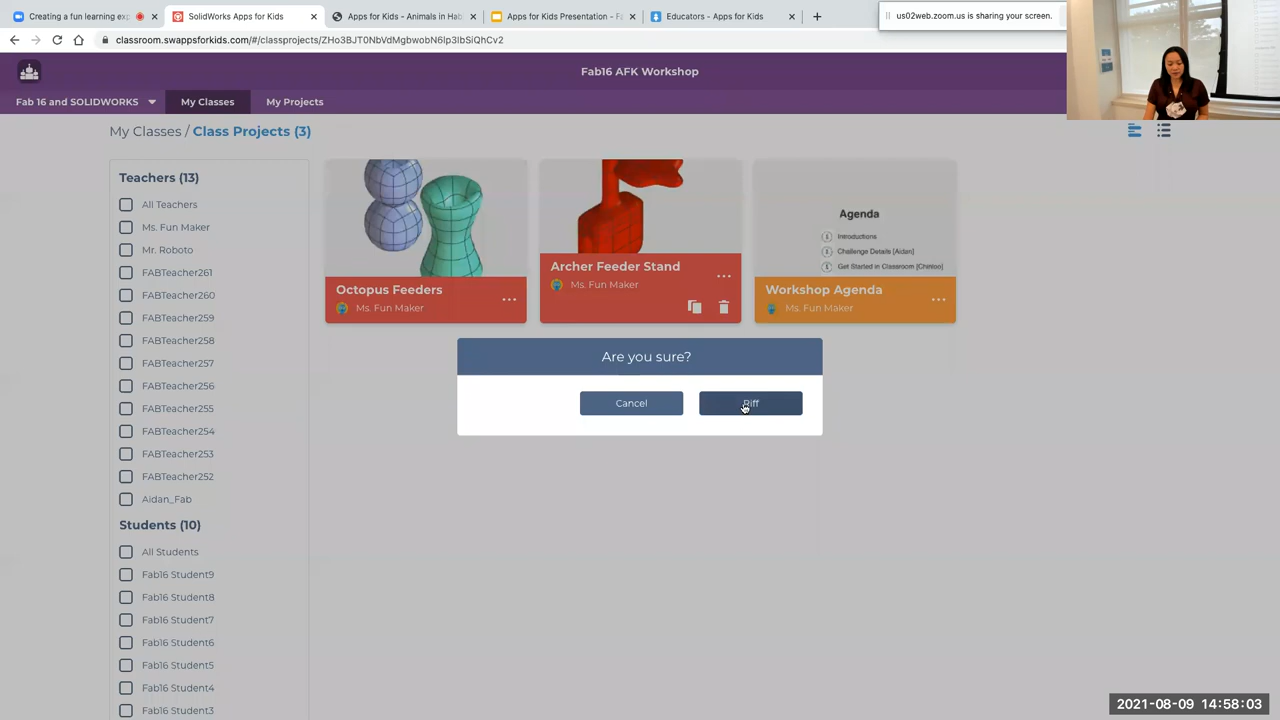 Creating a fun learning exp
SolidWorks Apps for Kids
Apps for Kids - Animals in Hab
Apps for Kids Presentation - F
Educators - Apps for Kids
us02web.zoom.us is sharing your screen.
classroom.swappsforkids.com/#/classprojects/ZHo3BJT0NbVdMgbwobN6lp3lbSiQhCv2
Fab16 AFK Workshop
Fab 16 and SOLIDWORKS
My Classes
My Projects
My Classes / Class Projects (3)
Teachers (13)
All Teachers
Ms. Fun Maker
Mr. Roboto
FABTeacher261
FABTeacher260
FABTeacher259
FABTeacher258
FABTeacher257
FABTeacher256
FABTeacher255
FABTeacher254
FABTeacher253
FABTeacher252
Aidan_Fab
Students (10)
All Students
Fab16 Student9
Fab16 Student8
Fab16 Student7
Fab16 Student6
Fab16 Student5
Fab16 Student4
Fab16 Student3
Octopus Feeders
Ms. Fun Maker
Archer Feeder Stand
Ms. Fun Maker
Agenda
Introductions
Challenge Details [Aidan]
Get Started in Classroom [Chinloo]
Workshop Agenda
Ms. Fun Maker
Are you sure?
Cancel
Riff
2021-08-09 14:58:03